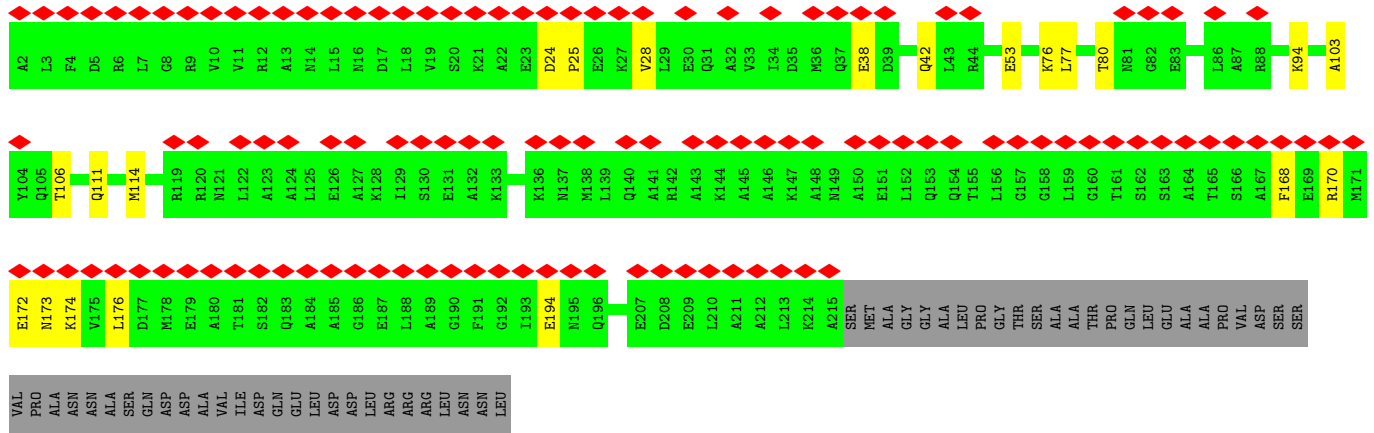 A2 L3 F4 D5 R6 L7 G8 R9 V10 V11 R12 A13 N14 L15 N16 D17 L18 V19 S20 K21 A22 E23 D24 P25 E26 K27 V28 L29 E30 Q31 A32 V33 I34 D35 M36 Q37 E38 D39 Q42 L43 R44 E53 K76 L77 T80 N81 G82 E83 L86 A87 R88 K94 A103
Y104 Q105 T106 Q111 M114 R119 R120 N121 L122 A123 A124 L125 E126 A127 K128 I129 S130 E131 A132 K133 K136 N137 M138 L139 Q140 A141 R142 A143 K144 A145 A146 K147 A148 N149 A150 E151 L152 Q153 Q154 T155 L156 G157 G158 L159 G160 T161 S162 S163 A164 T165 S166 A167 F168 E169 R170 M171
E172 N173 K174 V175 L176 D177 M178 E179 A180 T181 S182 Q183 A184 A185 G186 E187 L188 A189 G190 F191 G192 I193 E194 N195 Q196 E207 D208 E209 L210 A211 A212 L213 K214 A215 SER MET ALA GLY GLY ALA LEU PRO GLY THR SER ALA ALA THR PRO GLN LEU GLU ALA ALA PRO VAL ASP SER SER
VAL PRO ALA ASN ASN ALA SER GLN ASP ASP ALA VAL ILE ASP GLN GLU LEU ASP ASP LEU ARG ARG ARG LEU ASN ASN LEU